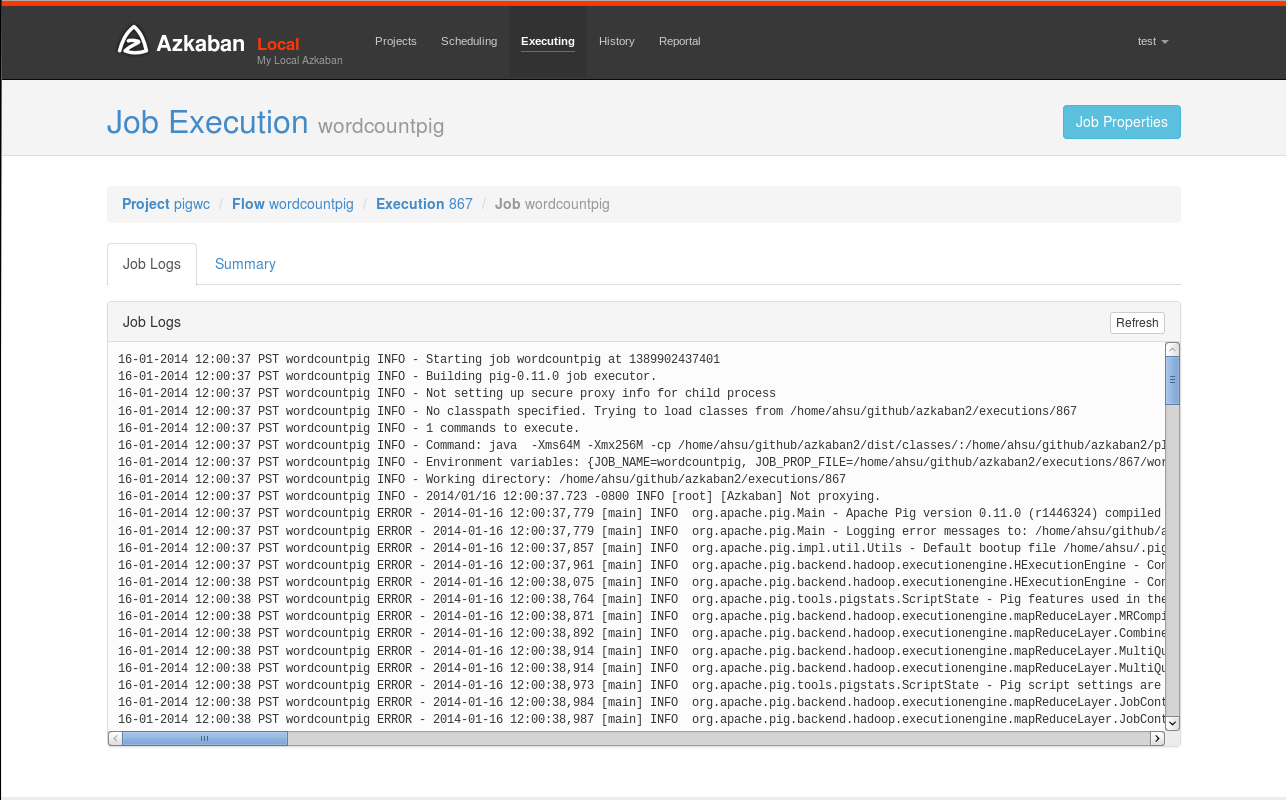 Azkaban Local
My Local Azkaban
Projects Scheduling Executing History Reportal test
Job Execution wordcountpig
Job Properties
Project pigwc / Flow wordcountpig / Execution 867 / Job wordcountpig
Job Logs Summary
Job Logs
Refresh
16-01-2014 12:00:37 PST wordcountpig INFO - Starting job wordcountpig at 1389902437401
16-01-2014 12:00:37 PST wordcountpig INFO - Building pig-0.11.0 job executor.
16-01-2014 12:00:37 PST wordcountpig INFO - Not setting up secure proxy info for child process
16-01-2014 12:00:37 PST wordcountpig INFO - No classpath specified. Trying to load classes from /home/ahsu/github/azkaban2/executions/867
16-01-2014 12:00:37 PST wordcountpig INFO - 1 commands to execute.
16-01-2014 12:00:37 PST wordcountpig INFO - Command: java  -Xms64M -Xmx256M -cp /home/ahsu/github/azkaban2/dist/classes/:/home/ahsu/github/azkaban2/pl
16-01-2014 12:00:37 PST wordcountpig INFO - Environment variables: {JOB_NAME=wordcountpig, JOB_PROP_FILE=/home/ahsu/github/azkaban2/executions/867/wor
16-01-2014 12:00:37 PST wordcountpig INFO - Working directory: /home/ahsu/github/azkaban2/executions/867
16-01-2014 12:00:37 PST wordcountpig INFO - 2014/01/16 12:00:37.723 -0800 INFO [root] [Azkaban] Not proxying.
16-01-2014 12:00:37 PST wordcountpig ERROR - 2014-01-16 12:00:37,779 [main] INFO  org.apache.pig.Main - Apache Pig version 0.11.0 (r1446324) compiled
16-01-2014 12:00:37 PST wordcountpig ERROR - 2014-01-16 12:00:37,779 [main] INFO  org.apache.pig.Main - Logging error messages to: /home/ahsu/github/a
16-01-2014 12:00:37 PST wordcountpig ERROR - 2014-01-16 12:00:37,857 [main] INFO  org.apache.pig.impl.util.Utils - Default bootup file /home/ahsu/.pig
16-01-2014 12:00:37 PST wordcountpig ERROR - 2014-01-16 12:00:37,961 [main] INFO  org.apache.pig.backend.hadoop.executionengine.HExecutionEngine - Con
16-01-2014 12:00:38 PST wordcountpig ERROR - 2014-01-16 12:00:38,075 [main] INFO  org.apache.pig.backend.hadoop.executionengine.HExecutionEngine - Con
16-01-2014 12:00:38 PST wordcountpig ERROR - 2014-01-16 12:00:38,764 [main] INFO  org.apache.pig.tools.pigstats.ScriptState - Pig features used in the
16-01-2014 12:00:38 PST wordcountpig ERROR - 2014-01-16 12:00:38,871 [main] INFO  org.apache.pig.backend.hadoop.executionengine.mapReduceLayer.MRCompi
16-01-2014 12:00:38 PST wordcountpig ERROR - 2014-01-16 12:00:38,892 [main] INFO  org.apache.pig.backend.hadoop.executionengine.mapReduceLayer.Combine
16-01-2014 12:00:38 PST wordcountpig ERROR - 2014-01-16 12:00:38,914 [main] INFO  org.apache.pig.backend.hadoop.executionengine.mapReduceLayer.MultiQu
16-01-2014 12:00:38 PST wordcountpig ERROR - 2014-01-16 12:00:38,914 [main] INFO  org.apache.pig.backend.hadoop.executionengine.mapReduceLayer.MultiQu
16-01-2014 12:00:38 PST wordcountpig ERROR - 2014-01-16 12:00:38,973 [main] INFO  org.apache.pig.tools.pigstats.ScriptState - Pig script settings are
16-01-2014 12:00:38 PST wordcountpig ERROR - 2014-01-16 12:00:38,984 [main] INFO  org.apache.pig.backend.hadoop.executionengine.mapReduceLayer.JobCont
16-01-2014 12:00:38 PST wordcountpig ERROR - 2014-01-16 12:00:38,987 [main] INFO  org.apache.pig.backend.hadoop.executionengine.mapReduceLayer.JobCont